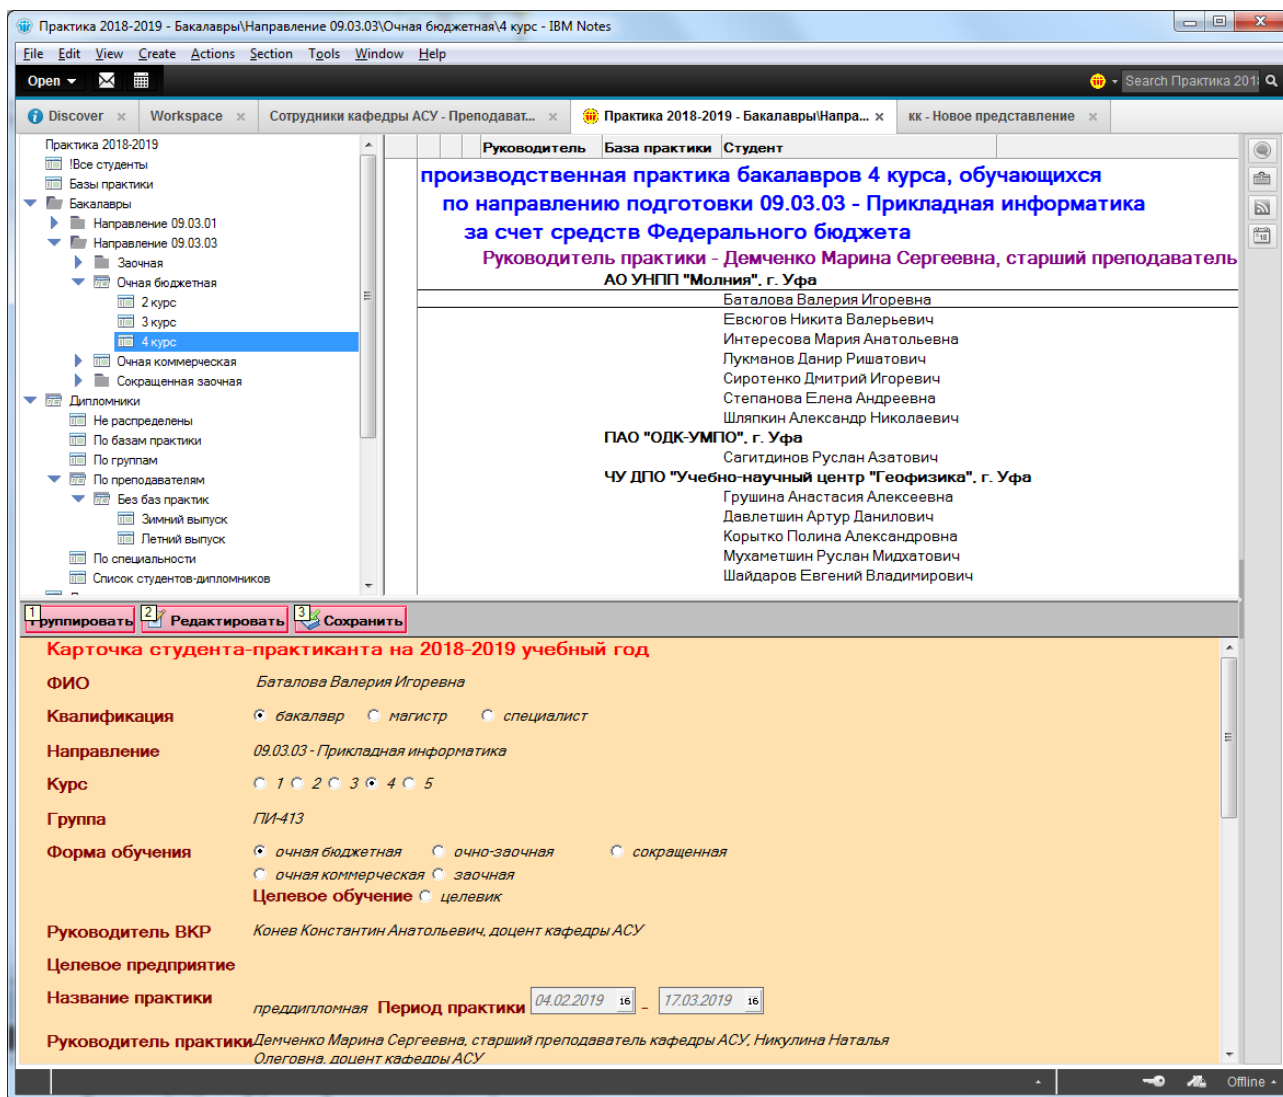 Практика 2018-2019 - Бакалавры\Направление 09.03.03\Очная бюджетная\4 курс - IBM Notes
File Edit View Create Actions Section Tools Window Help
Open Search Практика 201
Discover Workspace Сотрудники кафедры АСУ - Преподават... Практика 2018-2019 - Бакалавры\Напра... кк - Новое представление
Практика 2018-2019
!Все студенты
Базы практики
Бакалавры
Направление 09.03.01
Направление 09.03.03
Заочная
Очная бюджетная
2 курс
3 курс
4 курс
Очная коммерческая
Сокращенная заочная
Дипломники
Не распределены
По базам практики
По группам
По преподавателям
Без баз практик
Зимний выпуск
Летний выпуск
По специальности
Список студентов-дипломников
Руководитель База практики Студент
производственная практика бакалавров 4 курса, обучающихся
по направлению подготовки 09.03.03 - Прикладная информатика
за счет средств Федерального бюджета
Руководитель практики - Демченко Марина Сергеевна, старший преподаватель
АО УНПП "Молния", г. Уфа
Баталова Валерия Игоревна
Евсюгов Никита Валерьевич
Интересова Мария Анатольевна
Лукманов Данир Ришатович
Сиротенко Дмитрий Игоревич
Степанова Елена Андреевна
Шляпкин Александр Николаевич
ПАО "ОДК-УМПО", г. Уфа
Сагитдинов Руслан Азатович
ЧУ ДПО "Учебно-научный центр "Геофизика", г. Уфа
Грушина Анастасия Алексеевна
Давлетшин Артур Данилович
Корытко Полина Александровна
Мухаметшин Руслан Мидхатович
Шайдаров Евгений Владимирович
1 Группировать 2 Редактировать 3 Сохранить
Карточка студента-практиканта на 2018-2019 учебный год
ФИО Баталова Валерия Игоревна
Квалификация бакалавр магистр специалист
Направление 09.03.03 - Прикладная информатика
Курс 1 2 3 4 5
Группа ПИ-413
Форма обучения очная бюджетная очно-заочная сокращенная
очная коммерческая заочная
Целевое обучение целевик
Руководитель ВКР Конев Константин Анатольевич, доцент кафедры АСУ
Целевое предприятие
Название практики преддипломная Период практики 04.02.2019 16 - 17.03.2019 16
Руководитель практики Демченко Марина Сергеевна, старший преподаватель кафедры АСУ, Никулина Наталья
Олеговна, доцент кафедры АСУ
Offline